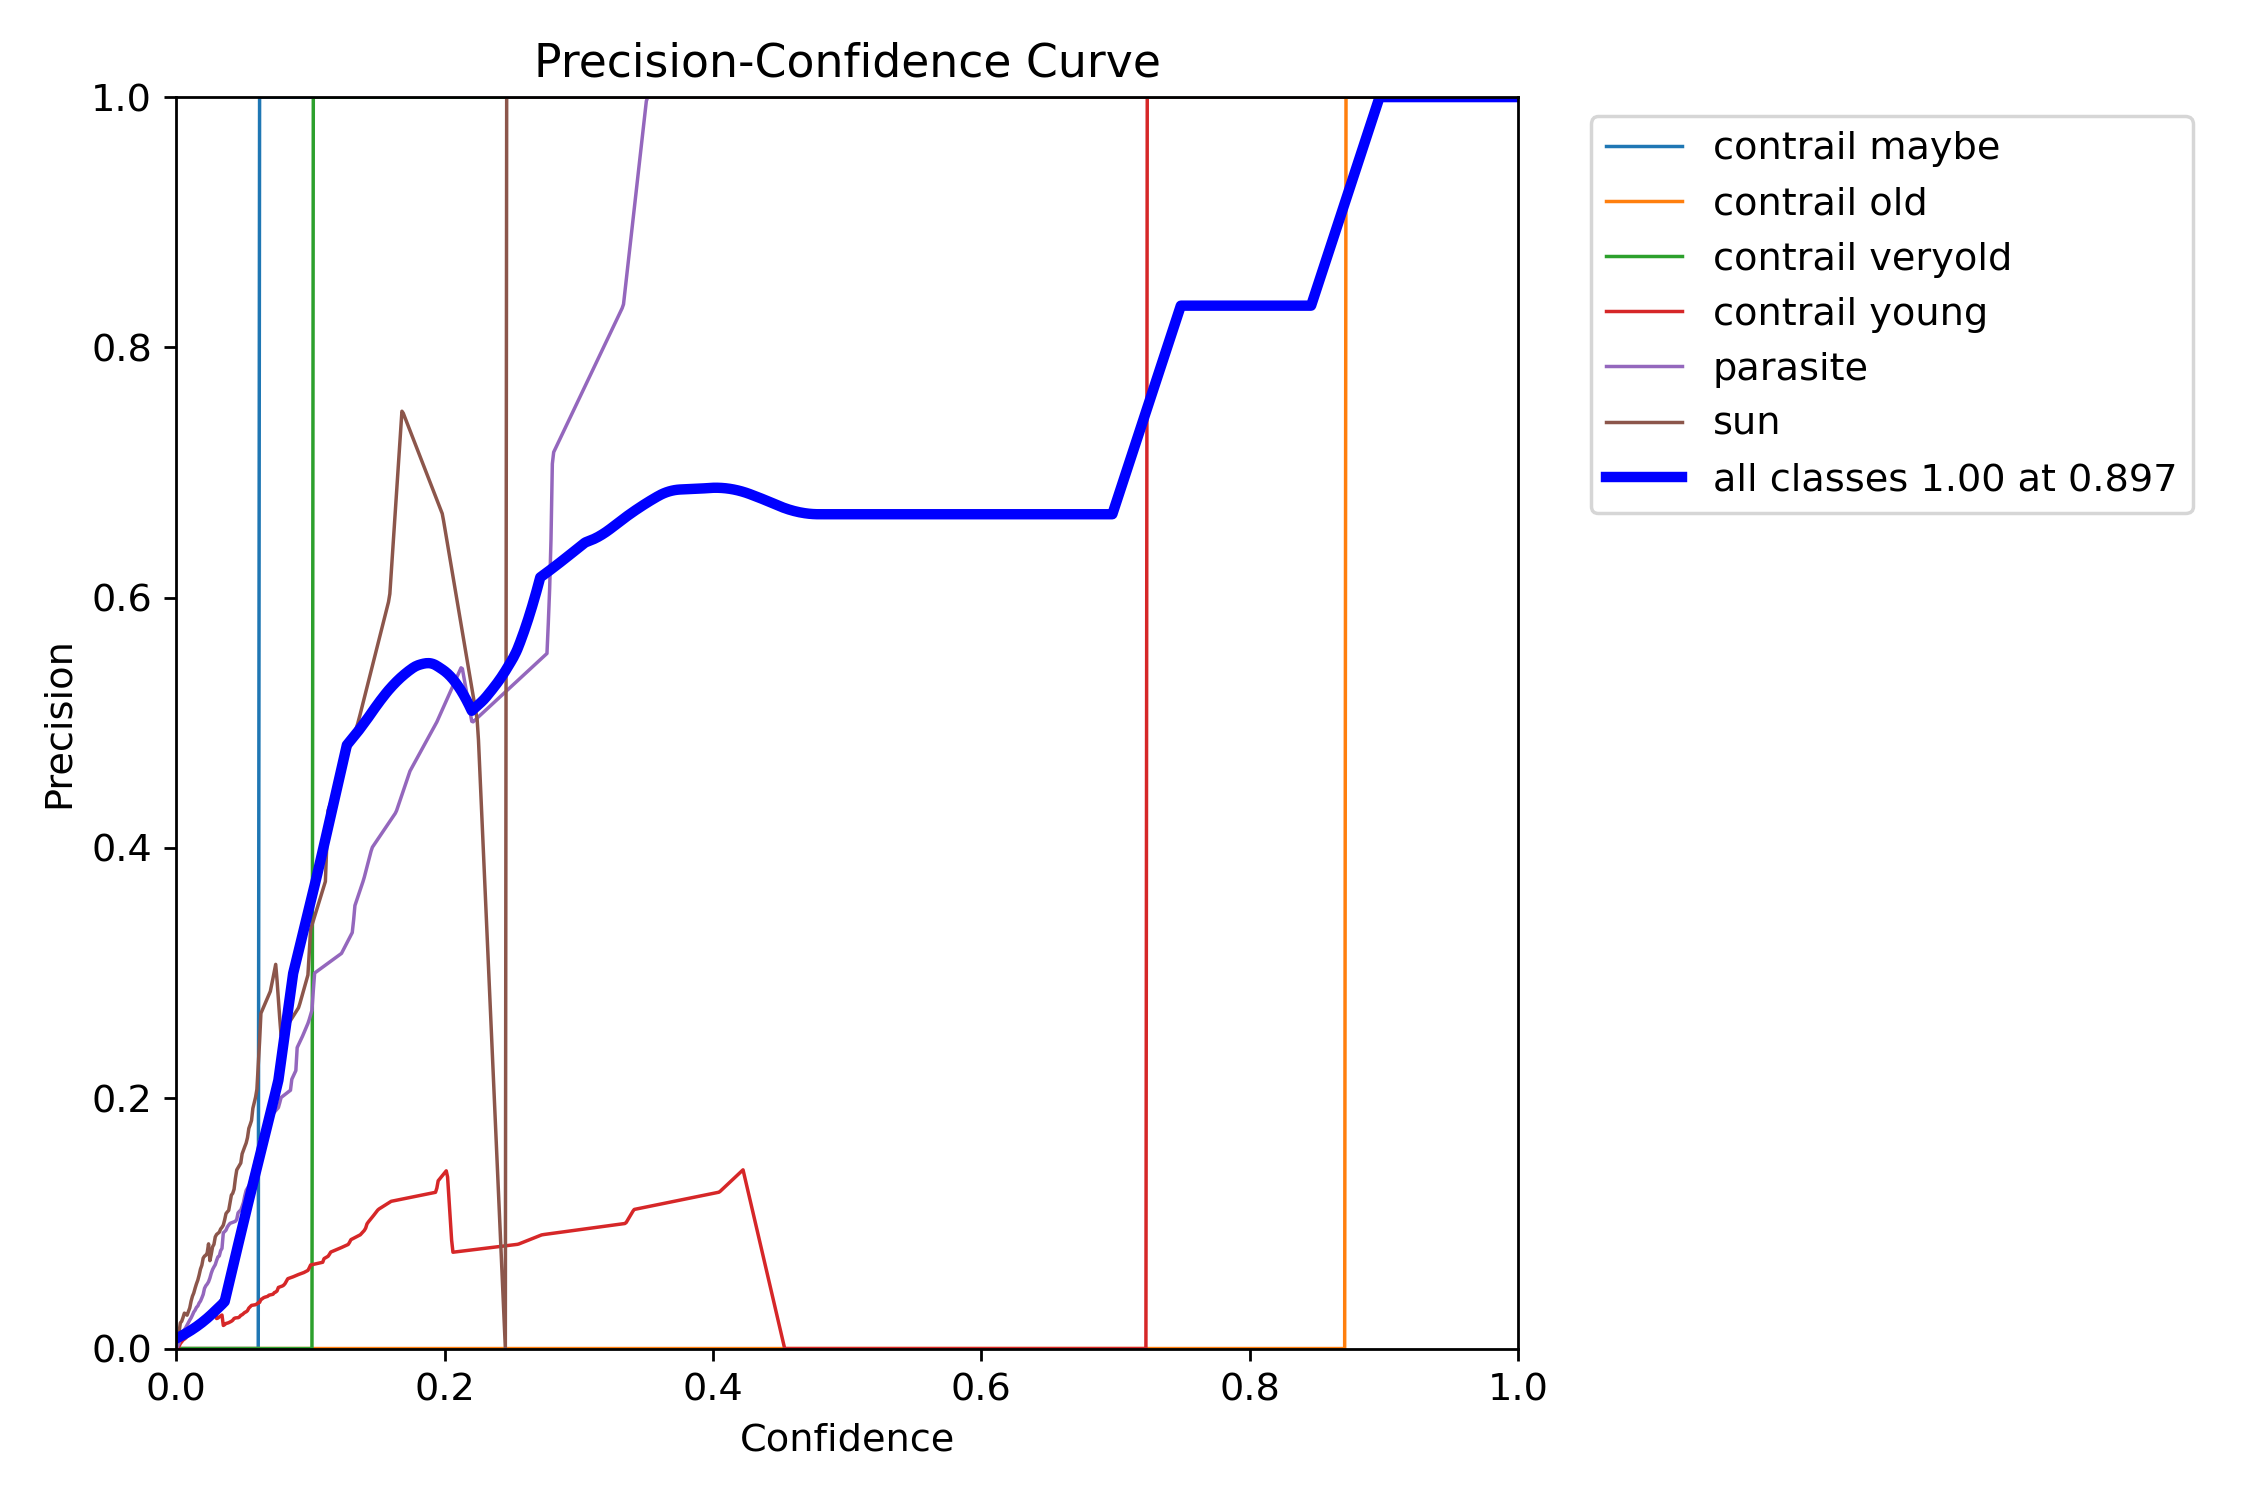 Precision-Confidence Curve
1.0
0.8
0.6
0.4
0.2
0.0
Precision
0.0 0.2 0.4 0.6 0.8 1.0
Confidence
contrail maybe
contrail old
contrail veryold
contrail young
parasite
sun
all classes 1.00 at 0.897